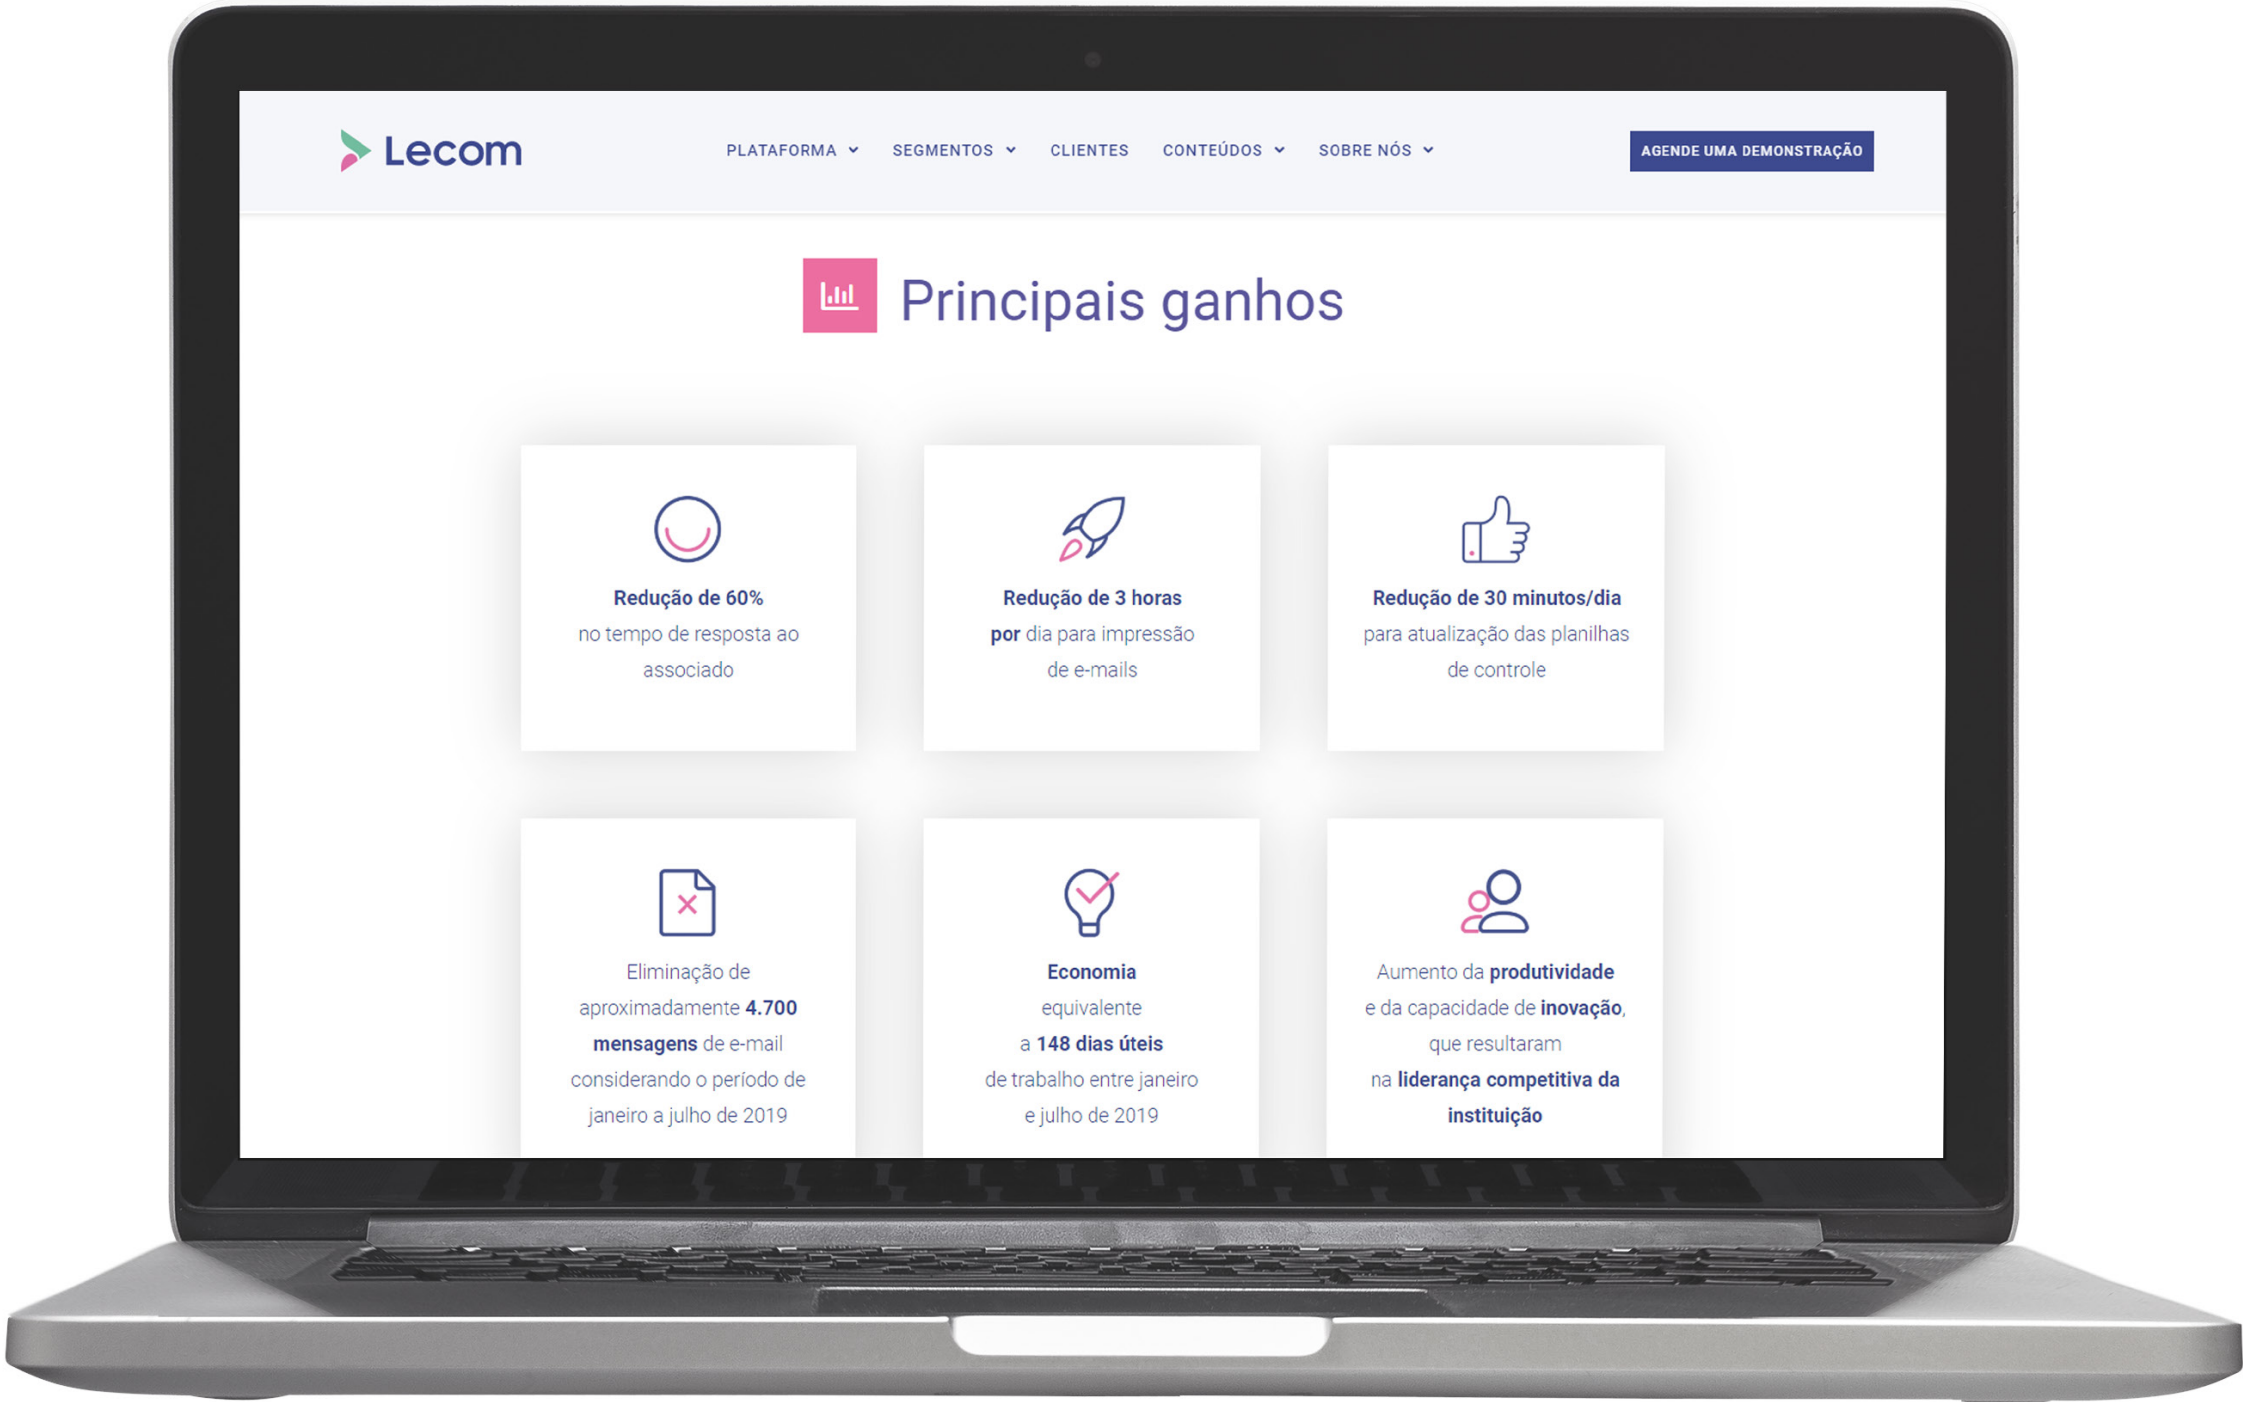 Lecom
PLATAFORMA
SEGMENTOS
CLIENTES
CONTEÚDOS
SOBRE NÓS
AGENDE UMA DEMONSTRAÇÃO
Principais ganhos
Redução de 60%
no tempo de resposta ao
associado
Redução de 3 horas
por dia para impressão
de e-mails
Redução de 30 minutos/dia
para atualização das planilhas
de controle
Eliminação de
aproximadamente 4.700
mensagens de e-mail
considerando o período de
janeiro a julho de 2019
Economia
equivalente
a 148 dias úteis
de trabalho entre janeiro
e julho de 2019
Aumento da produtividade
e da capacidade de inovação,
que resultaram
na liderança competitiva da
instituição